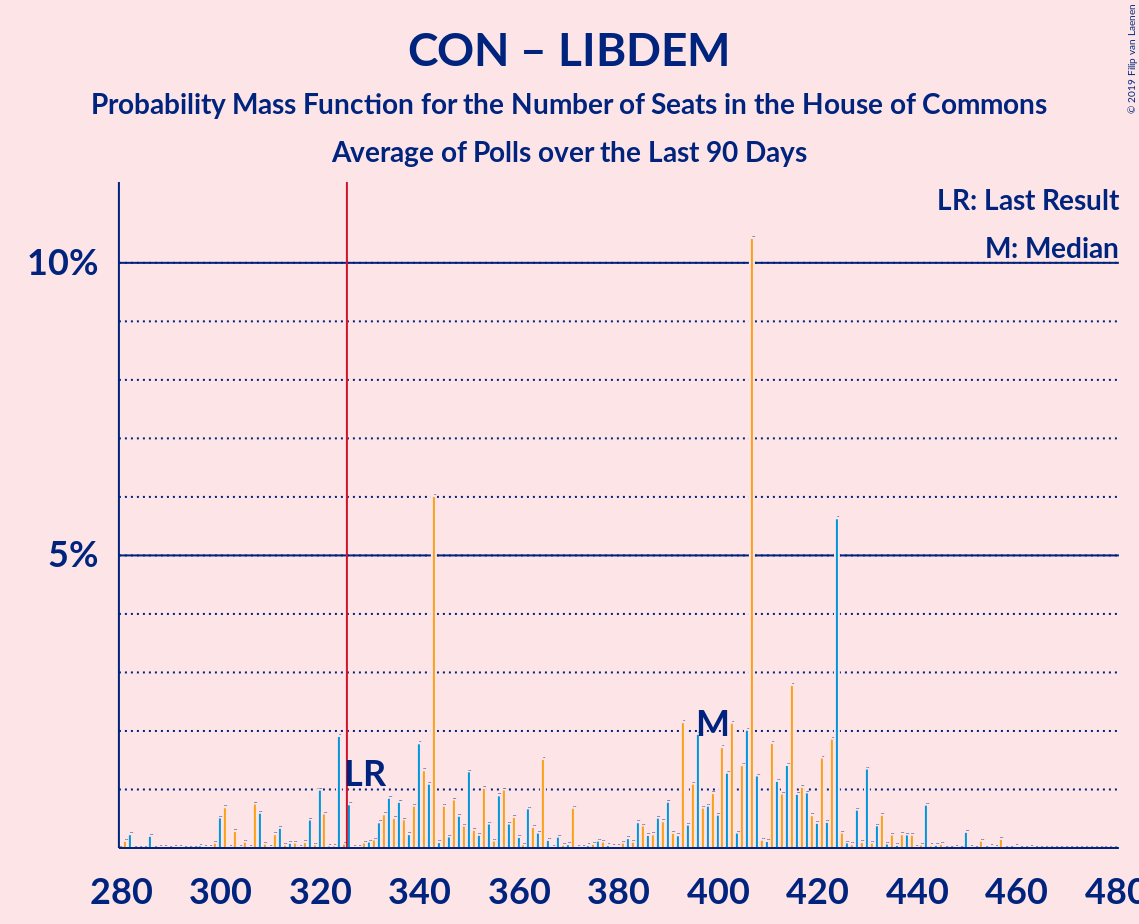 CON – LIBDEM
Probability Mass Function for the Number of Seats in the House of Commons
Average of Polls over the Last 90 Days
© 2019 Filip van Laenen
LR: Last Result
M: Median
10%
5%
M
LR
280 300 320 340 360 380 400 420 440 460 480